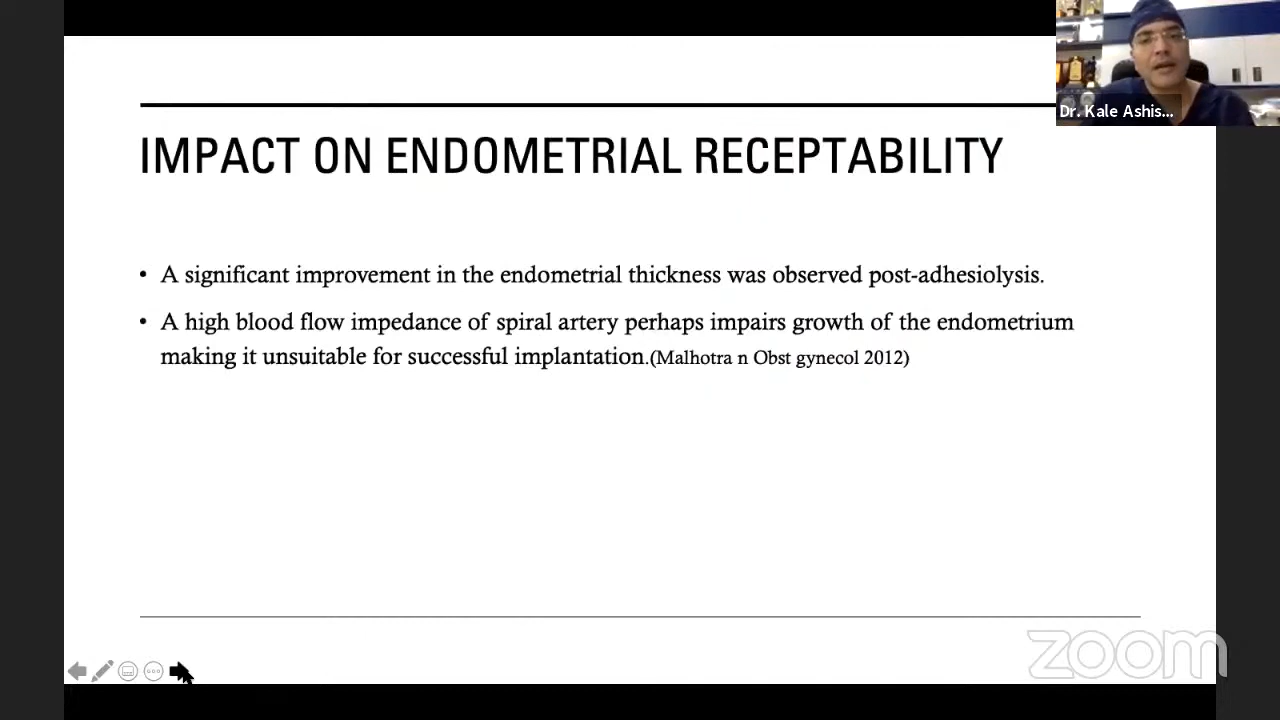 Dr. Kale Ashis...
IMPACT ON ENDOMETRIAL RECEPTABILITY
• A significant improvement in the endometrial thickness was observed post-adhesiolysis.
• A high blood flow impedance of spiral artery perhaps impairs growth of the endometrium
making it unsuitable for successful implantation.(Malhotra n Obst gynecol 2012)
zoom